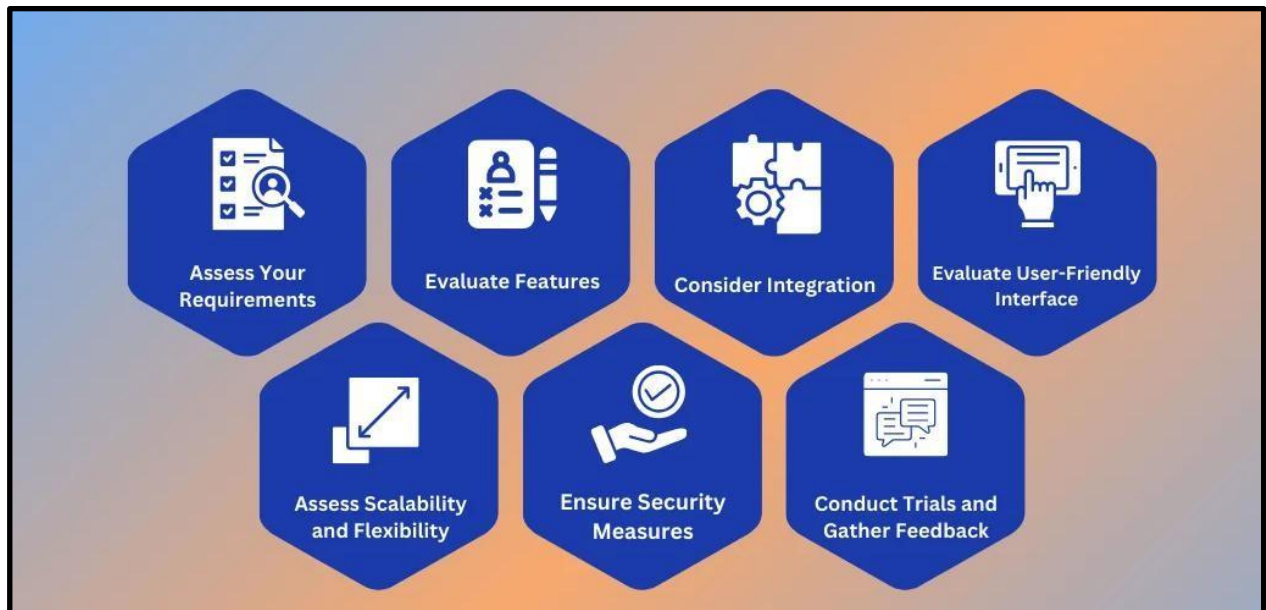 Assess Your
Requirements
Evaluate Features
Consider Integration
Evaluate User-Friendly
Interface
Assess Scalability
and Flexibility
Ensure Security
Measures
Conduct Trials and
Gather Feedback